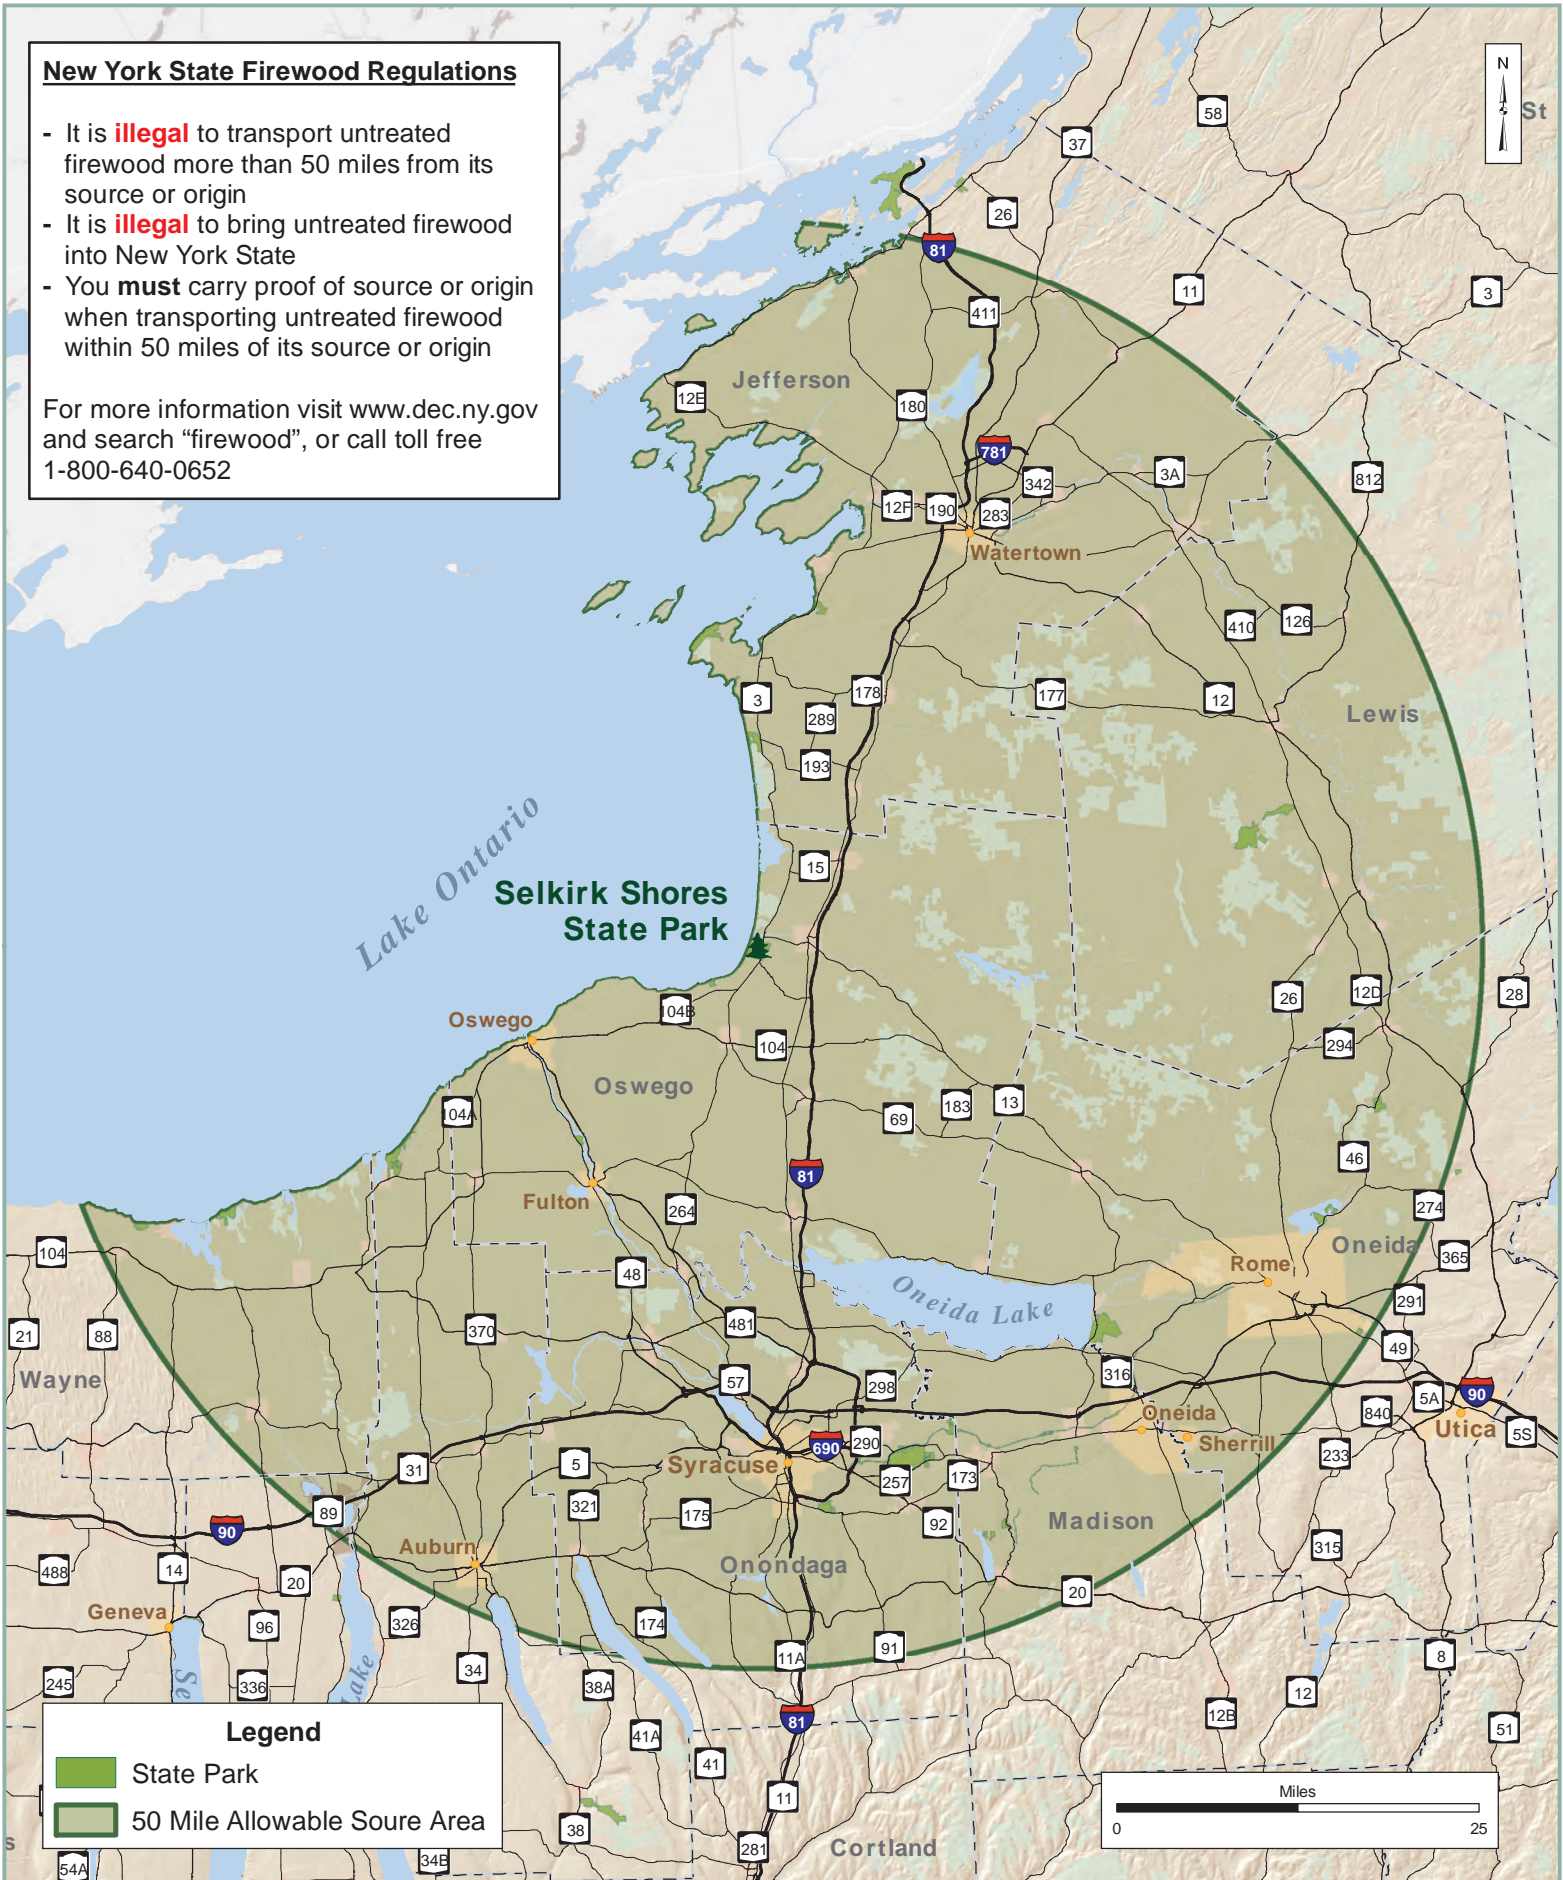 New York State Firewood Regulations
- It is illegal to transport untreated
firewood more than 50 miles from its
source or origin
- It is illegal to bring untreated firewood
into New York State
- You must carry proof of source or origin
when transporting untreated firewood
within 50 miles of its source or origin
For more information visit www.dec.ny.gov
and search “firewood”, or call toll free
1-800-640-0652
N
St
58
37
26
81
11
3
411
Jefferson
12E
180
781
3A
342
812
12F
190
283
Watertown
410
126
3
178
177
12
289
Lewis
193
Lake Ontario
15
Selkirk Shores
State Park
26
12D
28
104B
Oswego
104
294
Oswego
104A
69
183
13
46
81
Fulton
264
274
104
Oneida
365
Rome
48
Oneida Lake
291
21
88
370
481
49
Wayne
57
298
316
90
5A
840
Oneida
Utica
5S
Sherrill
690
290
233
31
5
Syracuse
257
173
321
175
89
92
Madison
90
Auburn
Onondaga
315
488
14
20
20
Geneva
96
326
174
91
11A
8
245
336
34
38A
12
Se
Lake
81
12B
51
41A
41
11
38
281
Cortland
s
54A
34B
Legend
State Park
50 Mile Allowable Soure Area
Miles
0
25